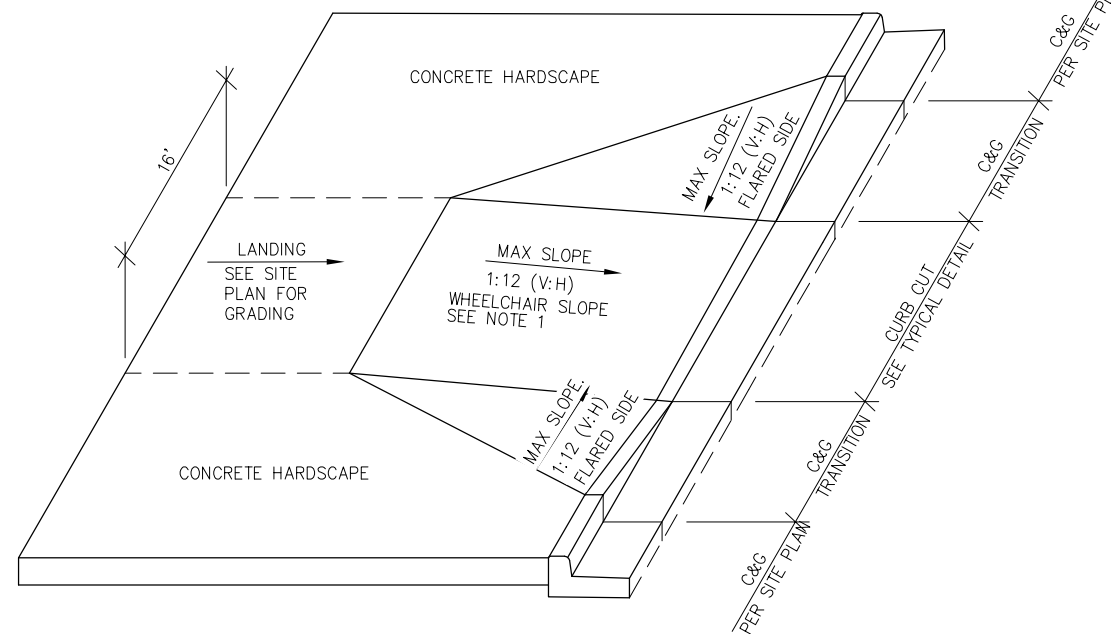 C&G
PER SITE P
CONCRETE HARDSCAPE
MAX SLOPE.
1:12 (V:H)
FLARED SIDE
16'
C&G
TRANSITION
LANDING
SEE SITE
PLAN FOR
GRADING
MAX SLOPE
1:12 (V:H)
WHEELCHAIR SLOPE
SEE NOTE 1
CURB CUT
SEE TYPICAL DETAIL
MAX SLOPE.
1:12 (V:H)
FLARED SIDE
CONCRETE HARDSCAPE
C&G
TRANSITION
C&G
PER SITE PLAN